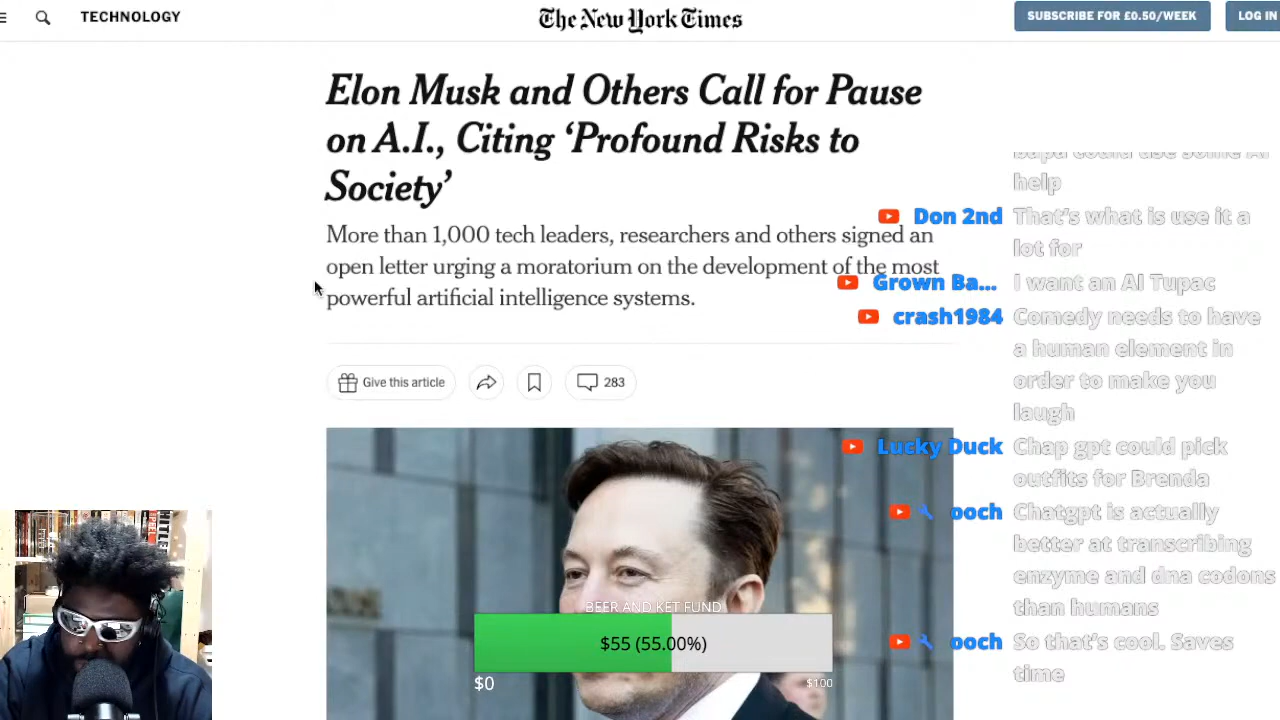 TECHNOLOGY
The New York Times
SUBSCRIBE FOR £0.50/WEEK
LOG IN
Elon Musk and Others Call for Pause
on A.I., Citing ‘Profound Risks to
Society’
More than 1,000 tech leaders, researchers and others signed an
open letter urging a moratorium on the development of the most
powerful artificial intelligence systems.
Give this article
283
help
Don 2nd That's what is use it a
lot for
Grown Ba... I want an AI Tupac
crash1984 Comedy needs to have
a human element in
order to make you
laugh
Lucky Duck Chap gpt could pick
outfits for Brenda
ooch Chatgpt is actually
better at transcribing
enzyme and dna codons
than humans
ooch So that's cool. Saves
time
BEER AND KET FUND
$55 (55.00%)
$0
$100